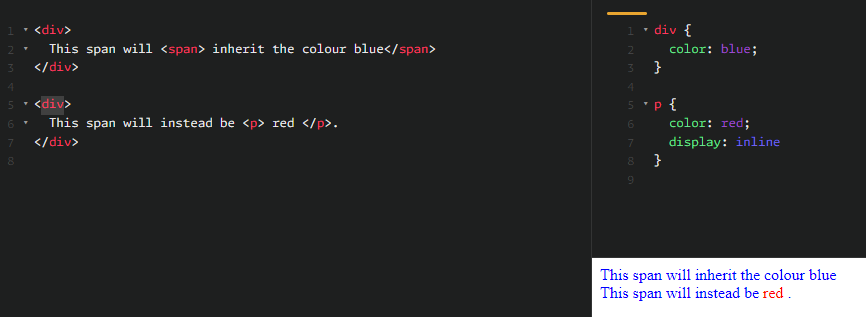 1 <div>
2 This span will <span> inherit the colour blue</span>
3 </div>
4
5 <div>
6 This span will instead be <p> red </p>.
7 </div>
8
1 div {
2 color: blue;
3 }
4
5 p {
6 color: red;
7 display: inline
8 }
9
This span will inherit the colour blue
This span will instead be red .